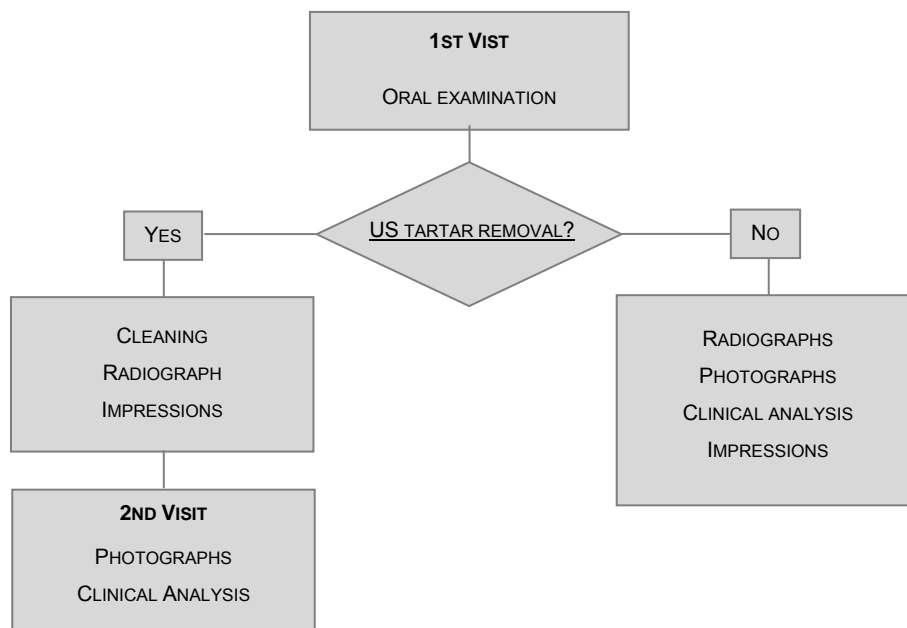 1ST VIST
ORAL EXAMINATION
US TARTAR REMOVAL?
YES
NO
CLEANING
RADIOGRAPH
IMPRESSIONS
RADIOGRAPHS
PHOTOGRAPHS
CLINICAL ANALYSIS
IMPRESSIONS
2ND VISIT
PHOTOGRAPHS
CLINICAL ANALYSIS